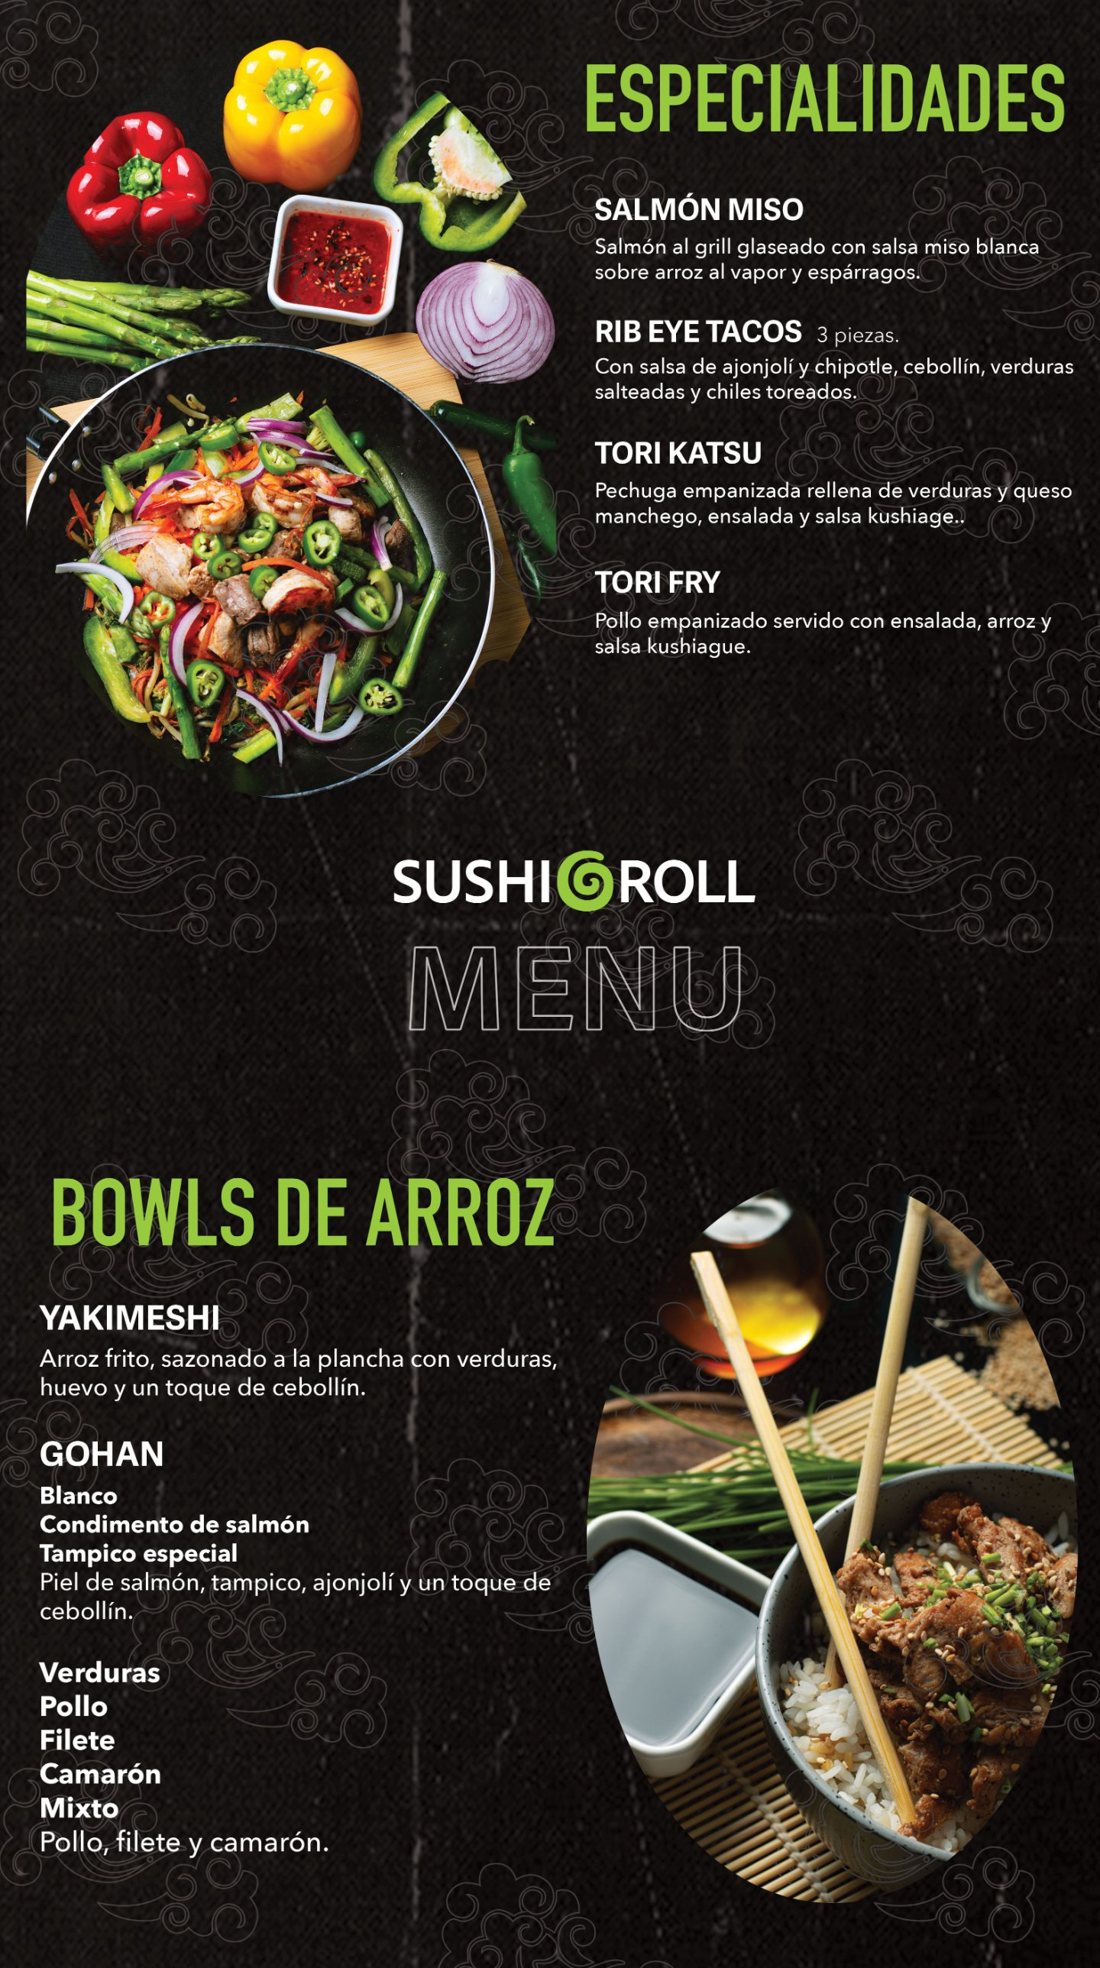 ESPECIALIDADES
SALMÓN MISO
Salmón al grill glaseado con salsa miso blanca
sobre arroz al vapor y espárragos.
RIB EYE TACOS 3 piezas.
Con salsa de ajonjolí y chipotle, cebollín, verduras
salteadas y chiles toreados.
TORI KATSU
Pechuga empanizada rellena de verduras y queso
manchego, ensalada y salsa kushiage..
TORI FRY
Pollo empanizado servido con ensalada, arroz y
salsa kushiague.
SUSHI ROLL
MENU
BOWLS DE ARROZ
YAKIMESHI
Arroz frito, sazonado a la plancha con verduras,
huevo y un toque de cebollín.
GOHAN
Blanco
Condimento de salmón
Tampico especial
Piel de salmón, tampico, ajonjolí y un toque de
cebollín.
Verduras
Pollo
Filete
Camarón
Mixto
Pollo, filete y camarón.